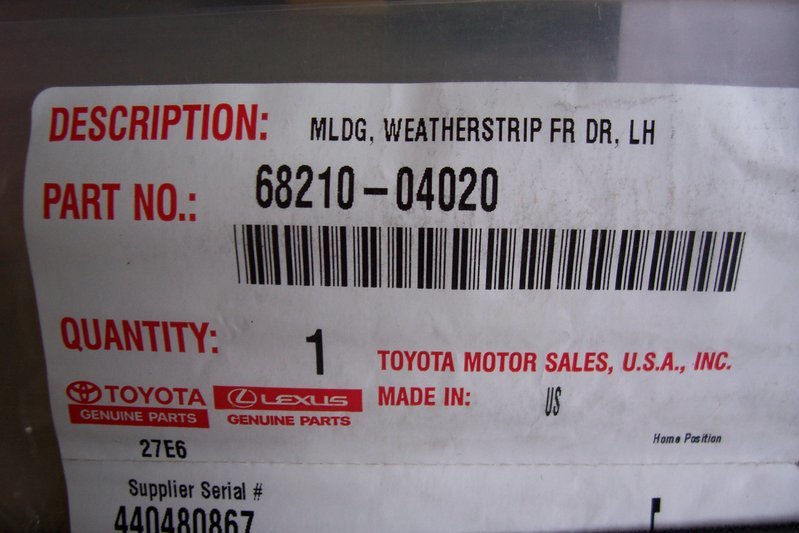 DESCRIPTION: MLDG, WEATHERSTRIP FR DR, LH
PART NO.: 68210-04020
QUANTITY: 1
TOYOTA MOTOR SALES, U.S.A., INC.
MADE IN: US
TOYOTA
GENUINE PARTS
LEXUS
GENUINE PARTS
27E6
Home Position
Supplier Serial #
440480867